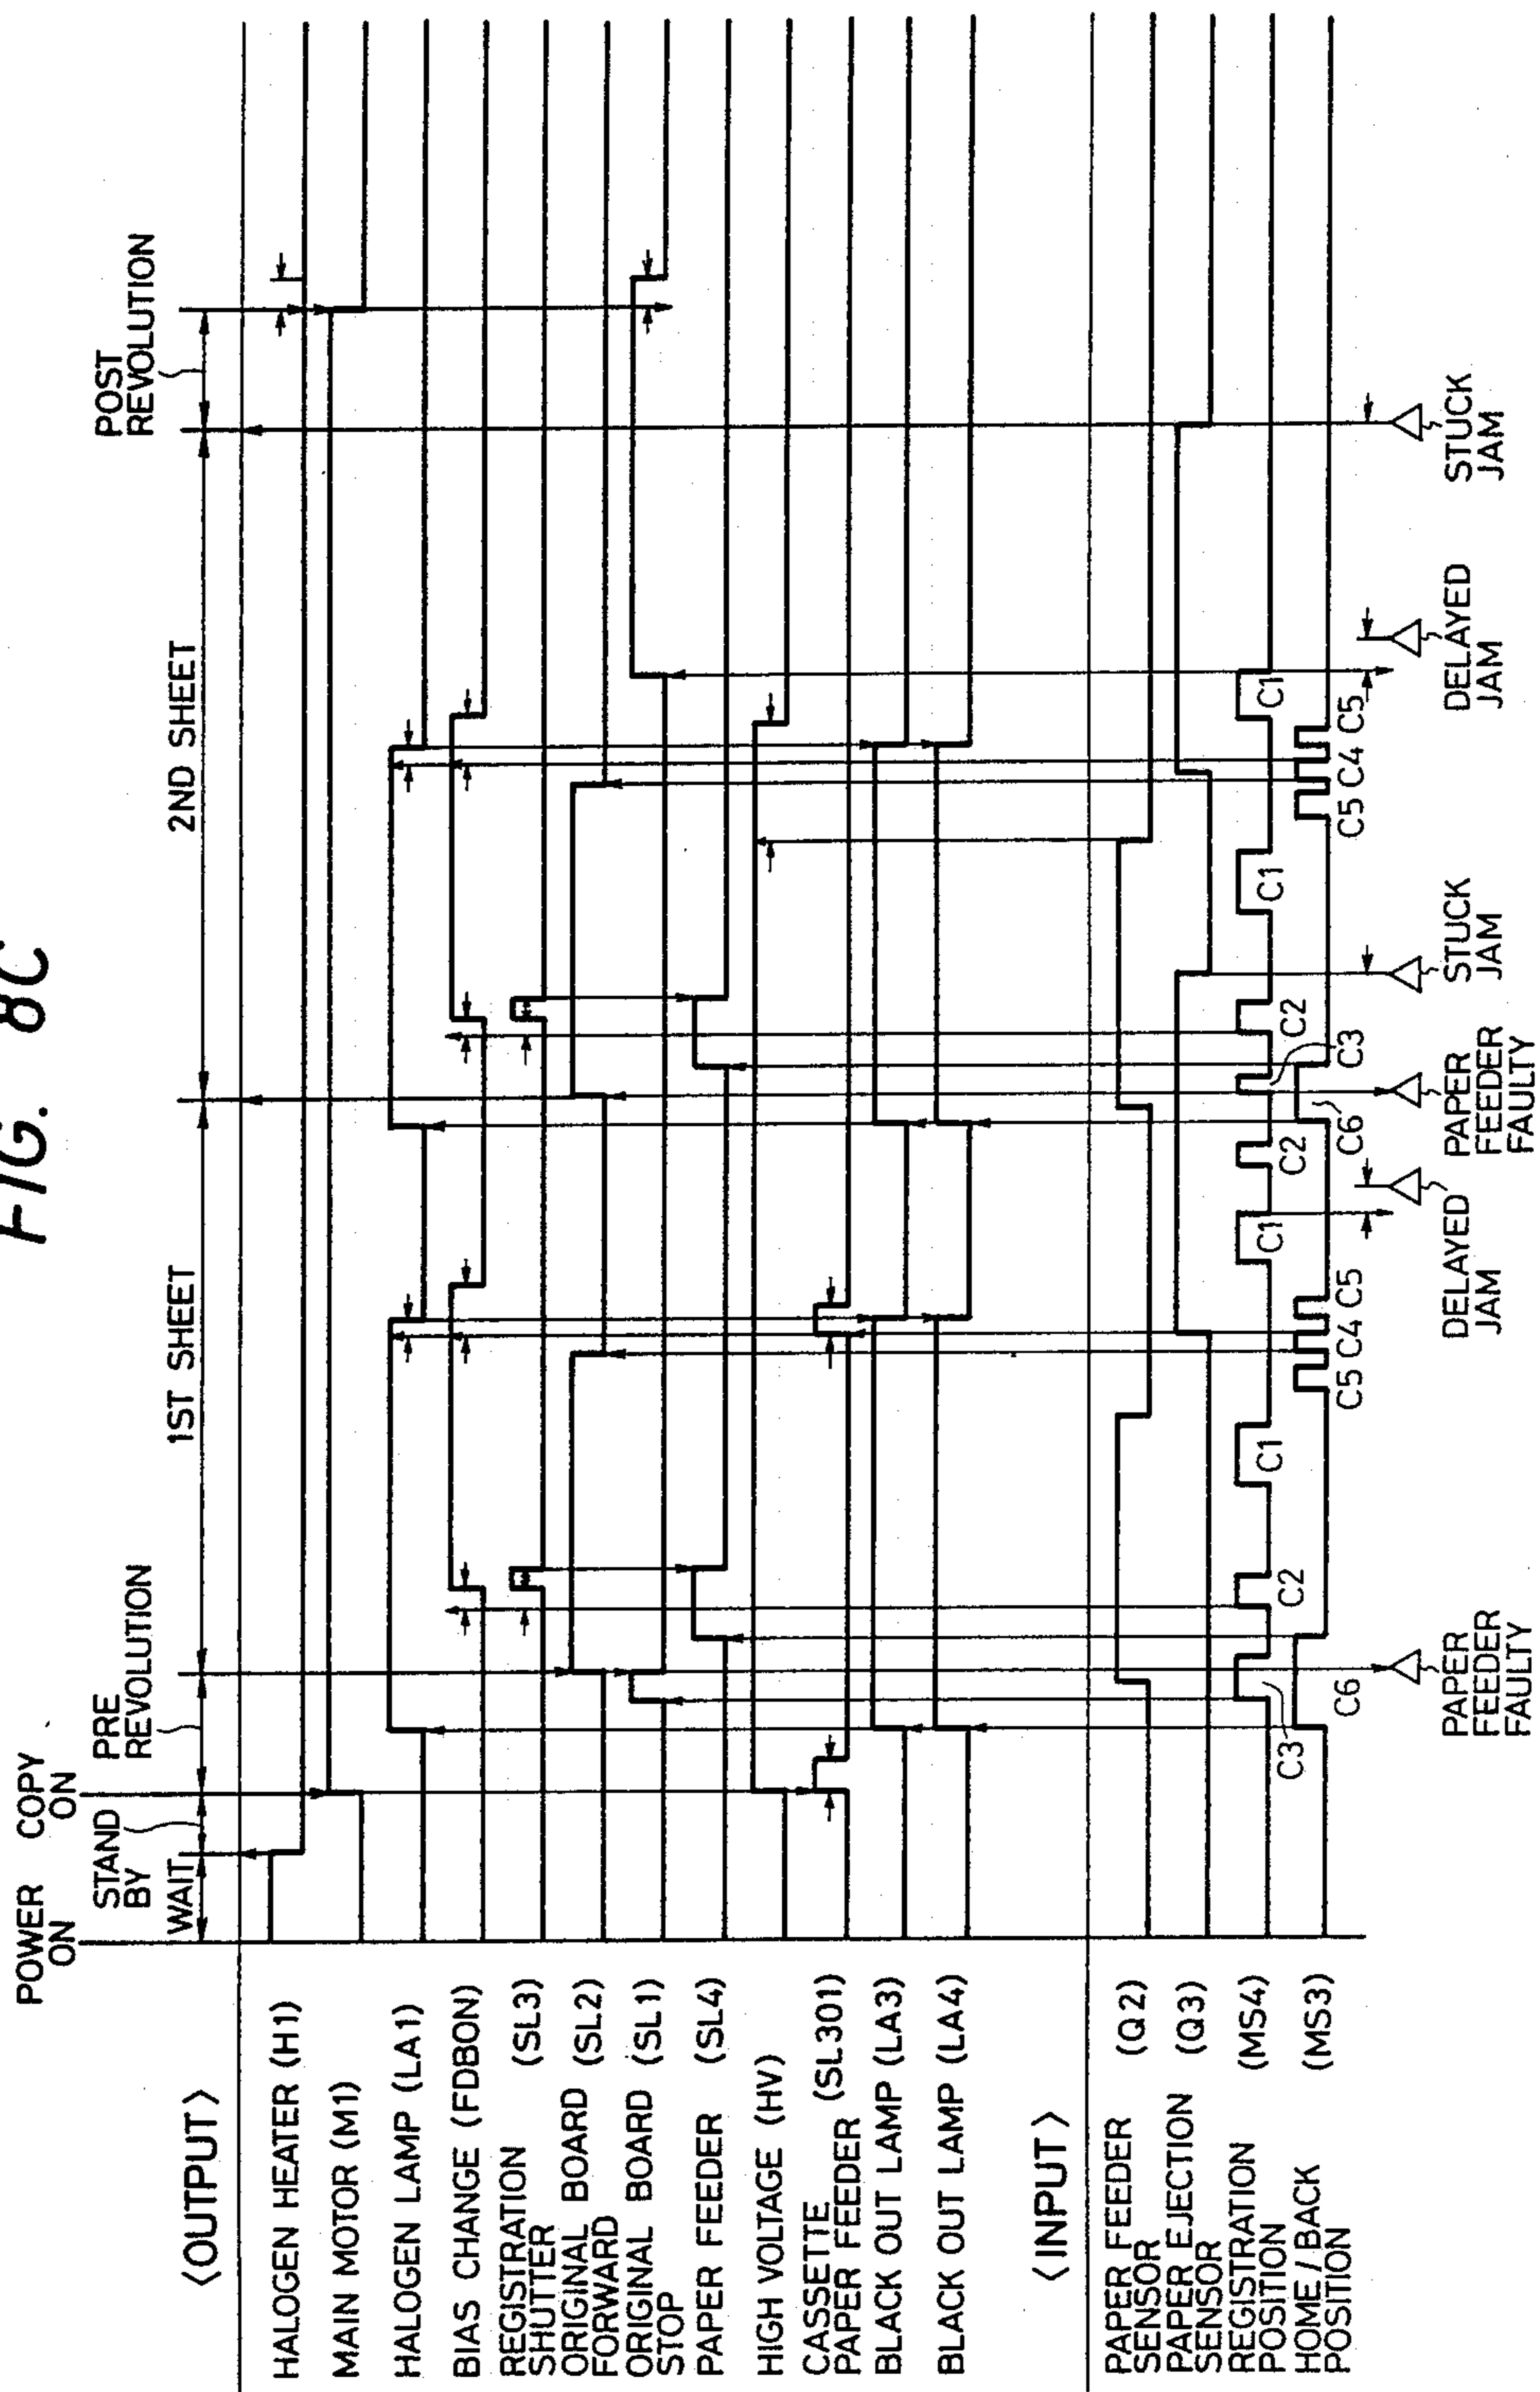 FIG. 8C
POWER
ON
COPY
ON
STAND
BY
WAIT
PRE
REVOLUTION
1ST SHEET
2ND SHEET
POST
REVOLUTION
〈OUTPUT〉
HALOGEN HEATER (H1)
MAIN MOTOR (M1)
HALOGEN LAMP (LA1)
BIAS CHANGE (FDBON)
REGISTRATION
SHUTTER (SL3)
ORIGINAL BOARD (SL2)
FORWARD
ORIGINAL BOARD (SL1)
STOP
PAPER FEEDER (SL4)
HIGH VOLTAGE (HV)
CASSETTE
PAPER FEEDER (SL301)
BLACK OUT LAMP (LA3)
BLACK OUT LAMP (LA4)
〈INPUT〉
PAPER FEEDER
SENSOR (Q2)
PAPER EJECTION
SENSOR (Q3)
REGISTRATION
POSITION (MS4)
HOME/BACK
POSITION (MS3)
C3 C2 C1 C1 C2 C3 C2 C1 C1
C6 C5 C4 C5 C6 C5 C4 C5
PAPER
FEEDER
FAULTY
DELAYED
JAM
PAPER
FEEDER
FAULTY
STUCK
JAM
DELAYED
JAM
STUCK
JAM